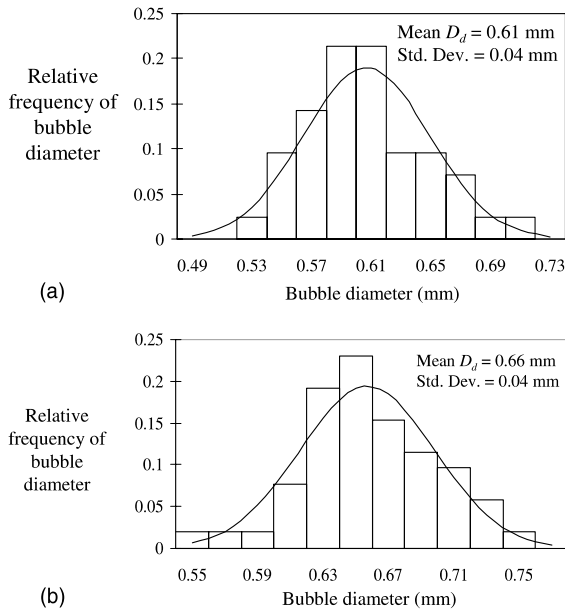 0.25
Mean D_d = 0.61 mm
Std. Dev. = 0.04 mm
0.2
Relative
frequency of
bubble
diameter
0.15
0.1
0.05
0
0.49 0.53 0.57 0.61 0.65 0.69 0.73
(a)
Bubble diameter (mm)
0.25
Mean D_d = 0.66 mm
Std. Dev. = 0.04 mm
0.2
Relative
frequency of
bubble
diameter
0.15
0.1
0.05
0
0.55 0.59 0.63 0.67 0.71 0.75
(b)
Bubble diameter (mm)